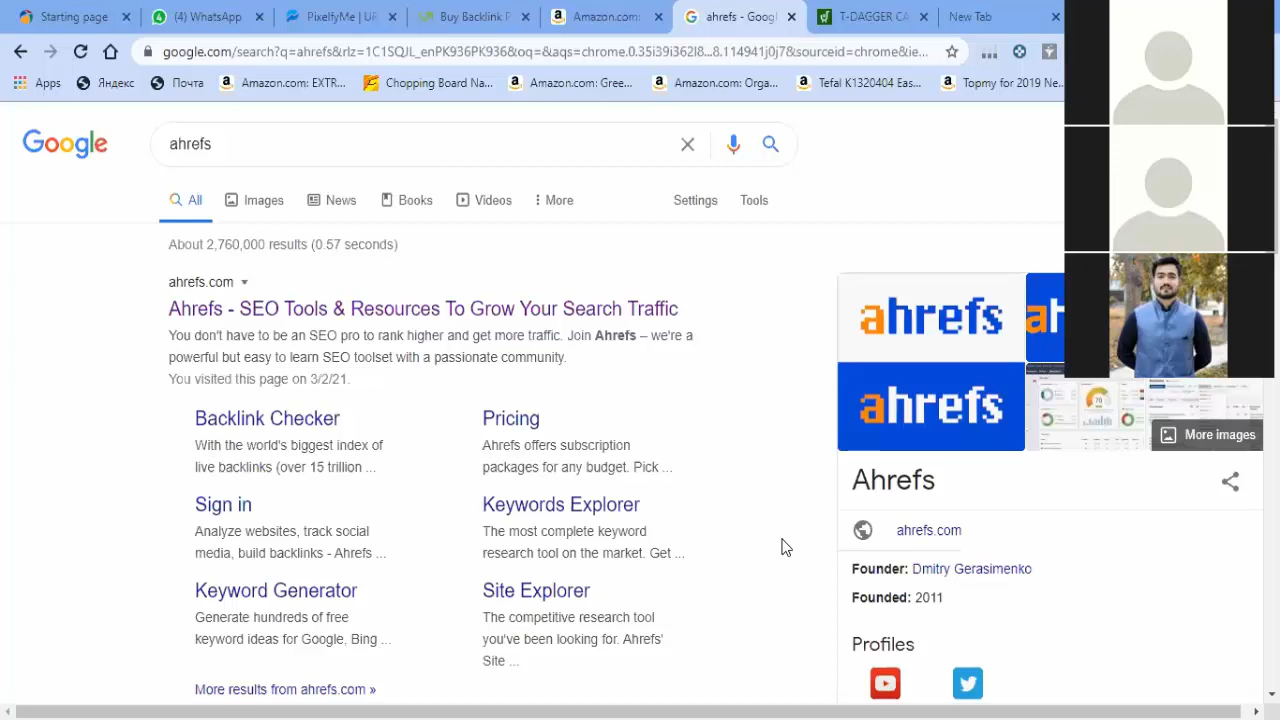 Starting page
(4) WhatsApp
PixelfyMe | UR
Buy Backlink P
Amazon.com:
ahrefs - Googl
T-DAGGER CA
New Tab
google.com/search?q=ahrefs&rlz=1C1SQJL_enPK936PK936&oq=&aqs=chrome.0.35i39i362l8...8.114941j0j7&sourceid=chrome&ie...
Apps
Яндекс
Почта
Amazon.com: EXTR...
Chopping Board Na...
Amazon.com: Gree...
Amazon.com: Orga...
Tefal K1320404 Eas...
Topmy for 2019 Ne
Google
ahrefs
All
Images
News
Books
Videos
More
Settings
Tools
About 2,760,000 results (0.57 seconds)
ahrefs.com
Ahrefs - SEO Tools & Resources To Grow Your Search Traffic
You don't have to be an SEO pro to rank higher and get more traffic. Join Ahrefs – we're a
powerful but easy to learn SEO toolset with a passionate community.
You visited this page on 3/2/21.
Backlink Checker
With the world's biggest index of
live backlinks (over 15 trillion ...
Pricing
Ahrefs offers subscription
packages for any budget. Pick ...
Sign in
Analyze websites, track social
media, build backlinks - Ahrefs ...
Keywords Explorer
The most complete keyword
research tool on the market. Get ...
Keyword Generator
Generate hundreds of free
keyword ideas for Google, Bing ...
Site Explorer
The competitive research tool
you've been looking for. Ahrefs'
Site ...
More results from ahrefs.com »
ahrefs
ahrefs
ah
70
More images
Ahrefs
ahrefs.com
Founder: Dmitry Gerasimenko
Founded: 2011
Profiles